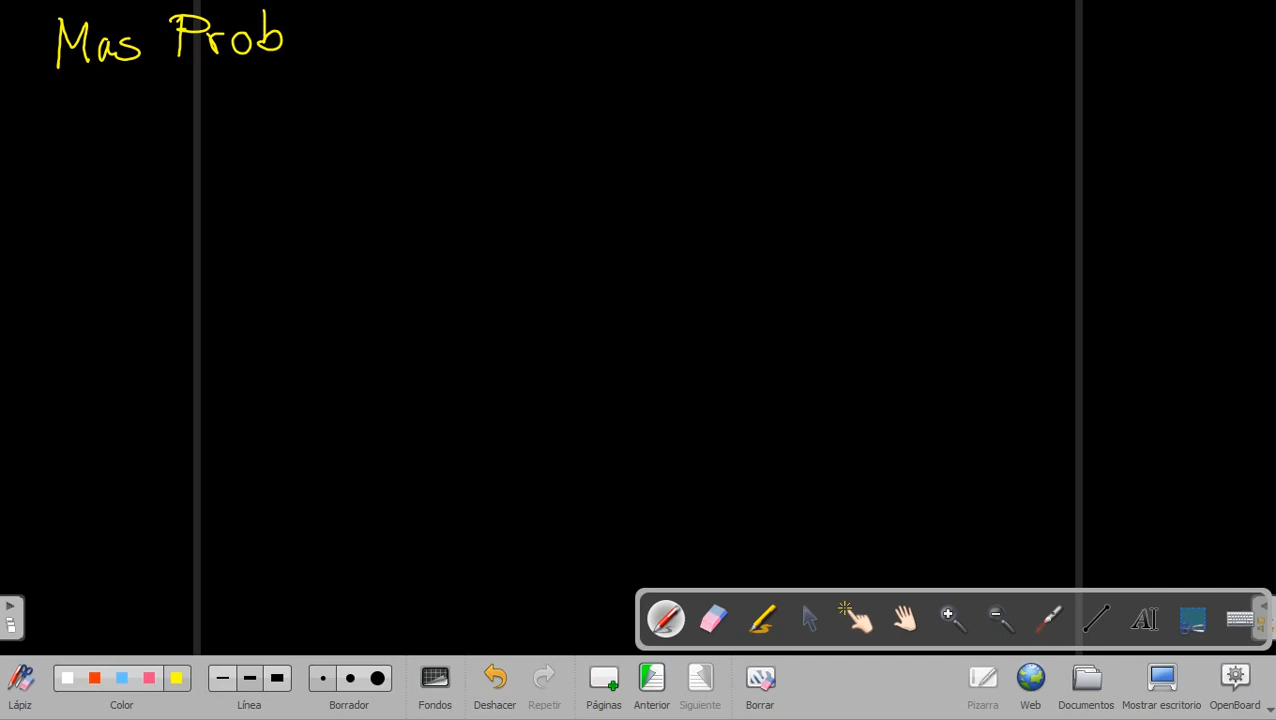 Mas Prob
AI
Lápiz
Color
Línea
Borrador
Fondos
Deshacer
Repetir
Páginas
Anterior
Siguiente
Borrar
Pizarra
Web
Documentos
Mostrar escritorio
OpenBoard